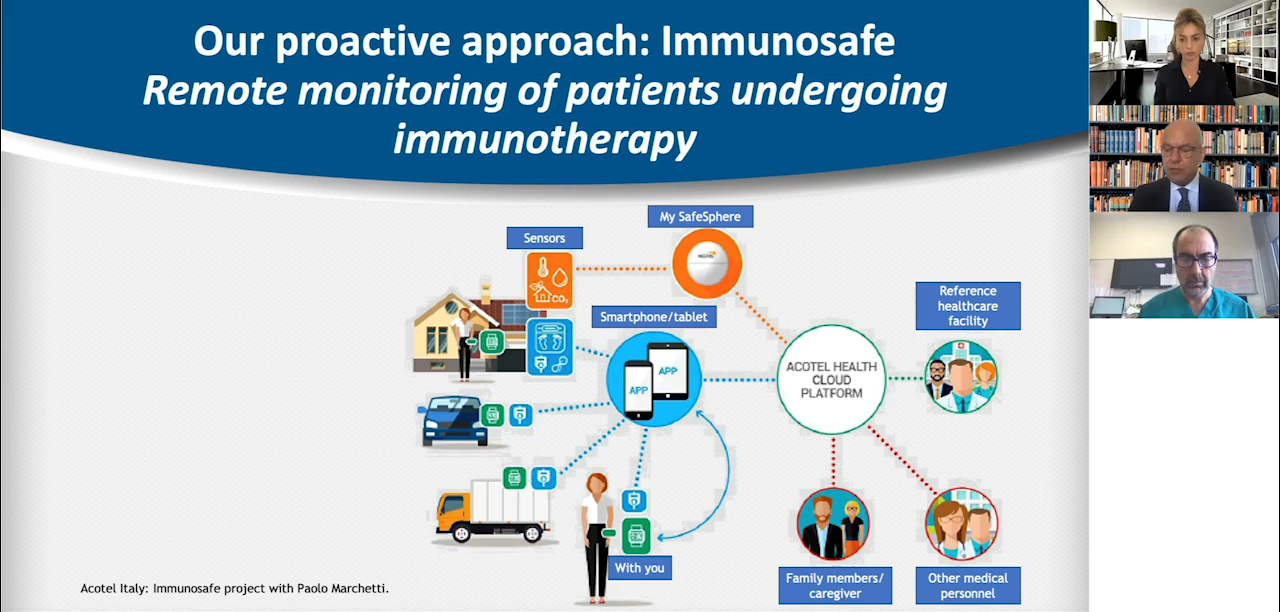 Our proactive approach: Immunosafe
Remote monitoring of patients undergoing
immunotherapy
My SafeSphere
Sensors
CO₂
Smartphone/tablet
APP
APP
Reference
healthcare
facility
ACOTEL HEALTH
CLOUD
PLATFORM
With you
Family members/
caregiver
Other medical
personnel
Acotel Italy: Immunosafe project with Paolo Marchetti.